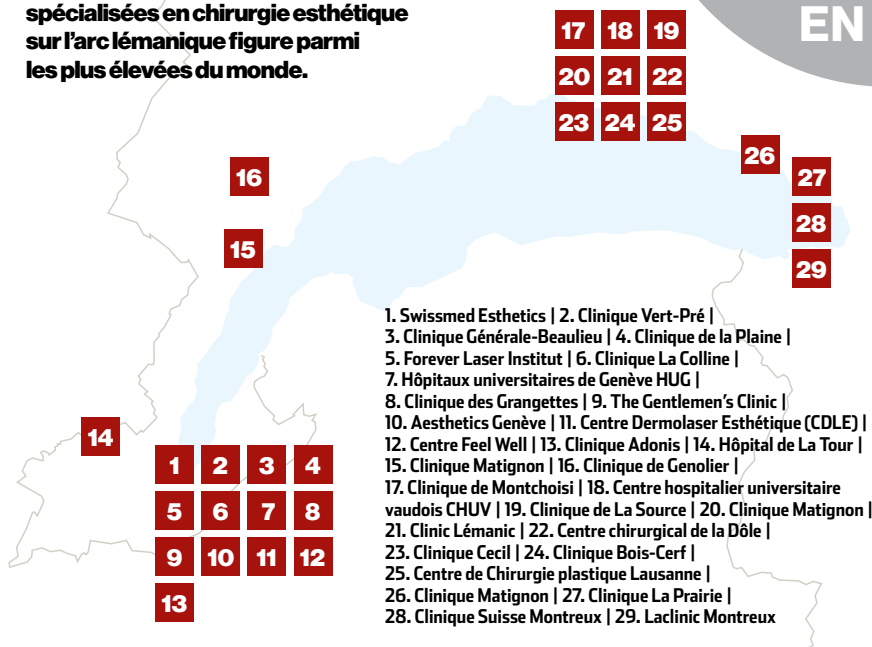 spécialisées en chirurgie esthétique
sur l’arc lémanique figure parmi
les plus élevées du monde.
EN
17 18 19
20 21 22
23 24 25
26
27
16
28
15
29
1. Swissmed Esthetics | 2. Clinique Vert-Pré |
3. Clinique Générale-Beaulieu | 4. Clinique de la Plaine |
5. Forever Laser Institut | 6. Clinique La Colline |
7. Hôpitaux universitaires de Genève HUG |
8. Clinique des Grangettes | 9. The Gentlemen’s Clinic |
10. Aesthetics Genève | 11. Centre Dermolaser Esthétique (CDLE) |
12. Centre Feel Well | 13. Clinique Adonis | 14. Hôpital de La Tour |
15. Clinique Matignon | 16. Clinique de Genolier |
17. Clinique de Montchoisi | 18. Centre hospitalier universitaire
vaudois CHUV | 19. Clinique de La Source | 20. Clinique Matignon |
21. Clinic Lémanic | 22. Centre chirurgical de la Dôle |
23. Clinique Cecil | 24. Clinique Bois-Cerf |
25. Centre de Chirurgie plastique Lausanne |
26. Clinique Matignon | 27. Clinique La Prairie |
28. Clinique Suisse Montreux | 29. Laclinic Montreux
14
1 2 3 4
5 6 7 8
9 10 11 12
13